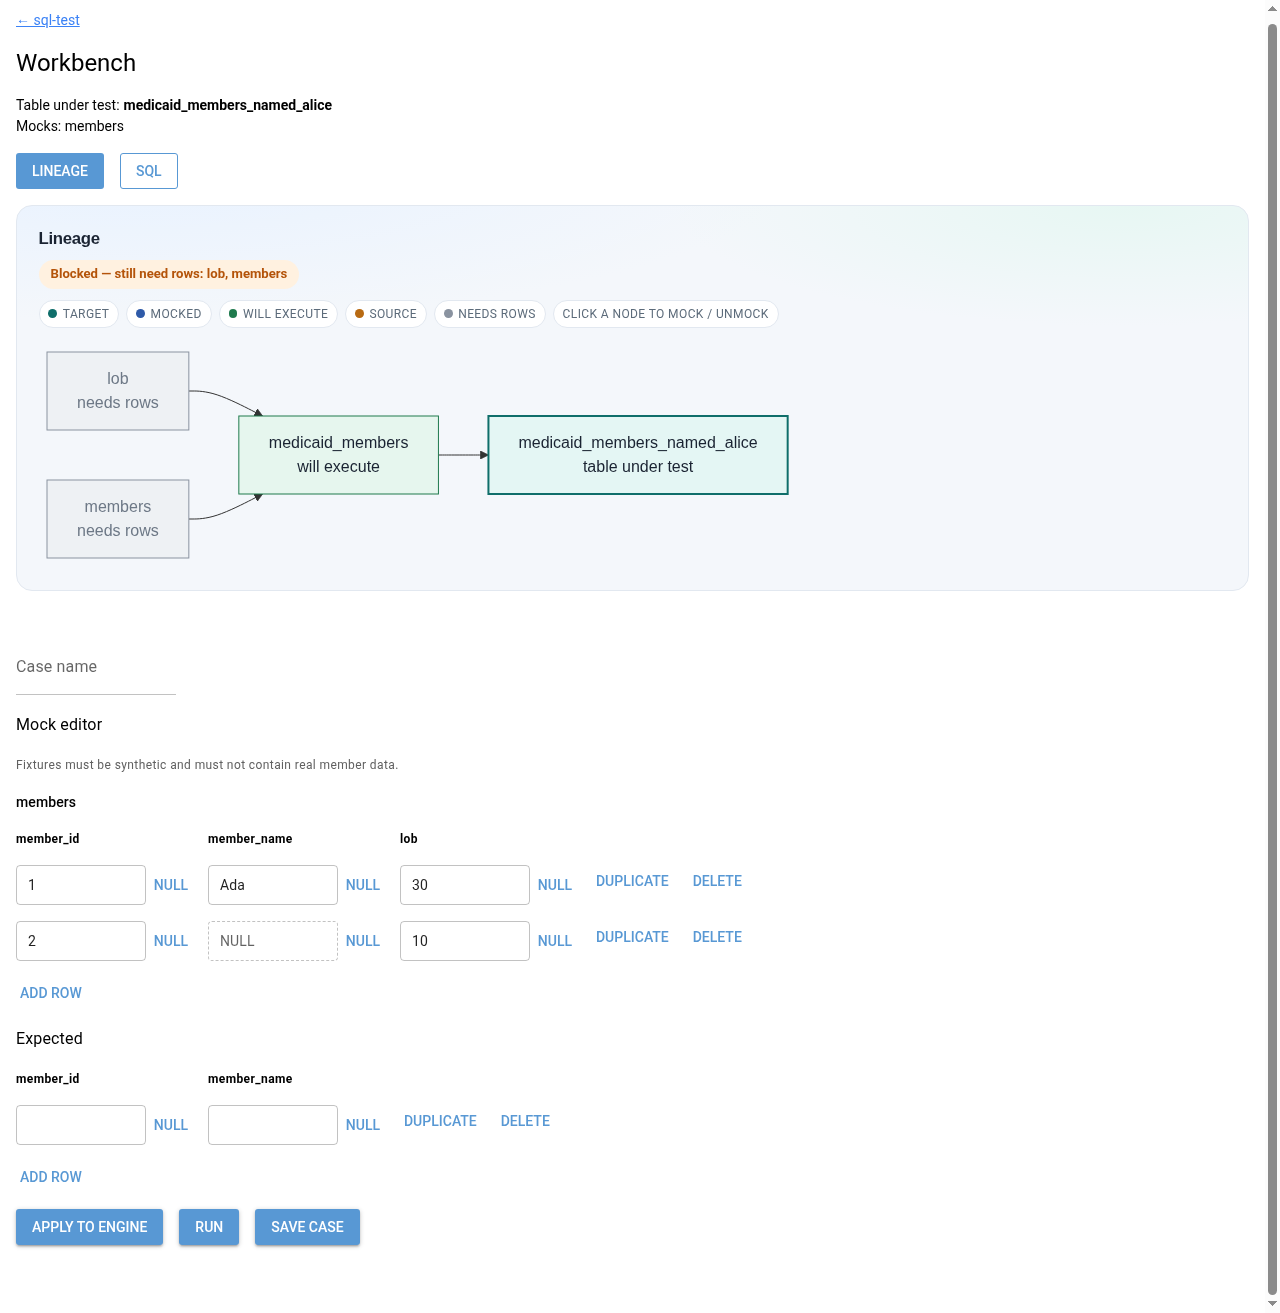 ← sql-test
Workbench
Table under test: medicaid_members_named_alice
Mocks: members
LINEAGE SQL
Lineage
Blocked — still need rows: lob, members
TARGET MOCKED WILL EXECUTE SOURCE NEEDS ROWS CLICK A NODE TO MOCK / UNMOCK
lob
needs rows
medicaid_members
will execute
medicaid_members_named_alice
table under test
members
needs rows
Case name
Mock editor
Fixtures must be synthetic and must not contain real member data.
members
member_id member_name lob
1 NULL Ada NULL 30 NULL DUPLICATE DELETE
2 NULL NULL NULL 10 NULL DUPLICATE DELETE
ADD ROW
Expected
member_id member_name
NULL NULL DUPLICATE DELETE
ADD ROW
APPLY TO ENGINE RUN SAVE CASE